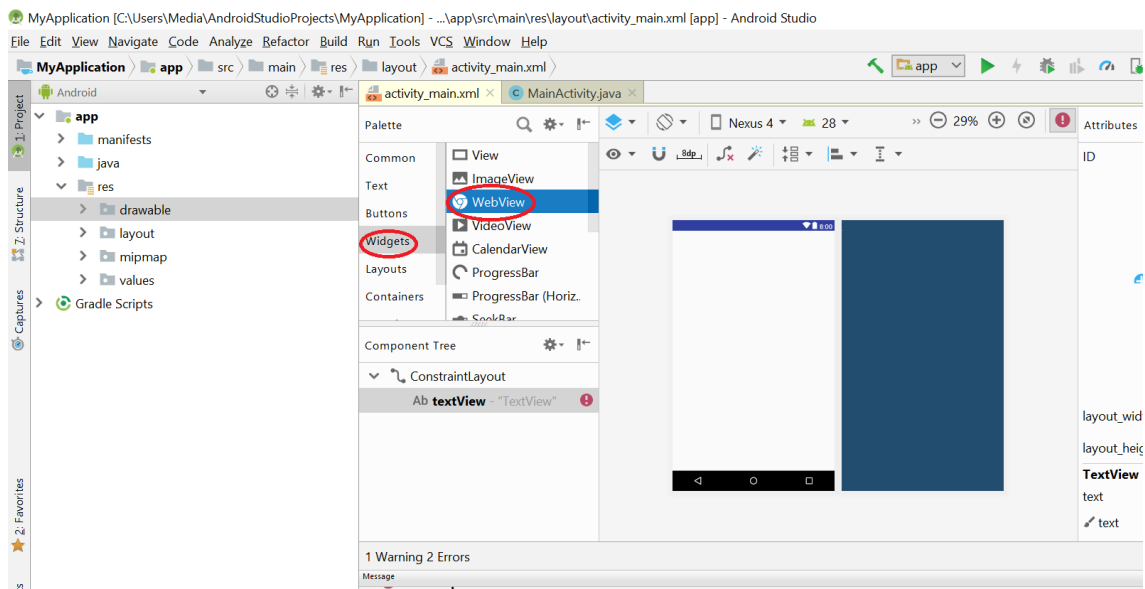 MyApplication [C:\Users\Media\AndroidStudioProjects\MyApplication] - ...\app\src\main\res\layout\activity_main.xml [app] - Android Studio
File Edit View Navigate Code Analyze Refactor Build Run Tools VCS Window Help
MyApplication app src main res layout activity_main.xml app
1: Project
Z: Structure
Captures
2: Favorites
Android
app
manifests
java
res
drawable
layout
mipmap
values
Gradle Scripts
activity_main.xml MainActivity.java
Palette
Common
Text
Buttons
Widgets
Layouts
Containers
View
ImageView
WebView
VideoView
CalendarView
ProgressBar
ProgressBar (Horiz..
SeekBar
Nexus 4 28 29%
8dp
8:00
Component Tree
ConstraintLayout
Ab textView - "TextView"
Attributes
ID
layout_wid
layout_heig
TextView
text
text
1 Warning 2 Errors
Message